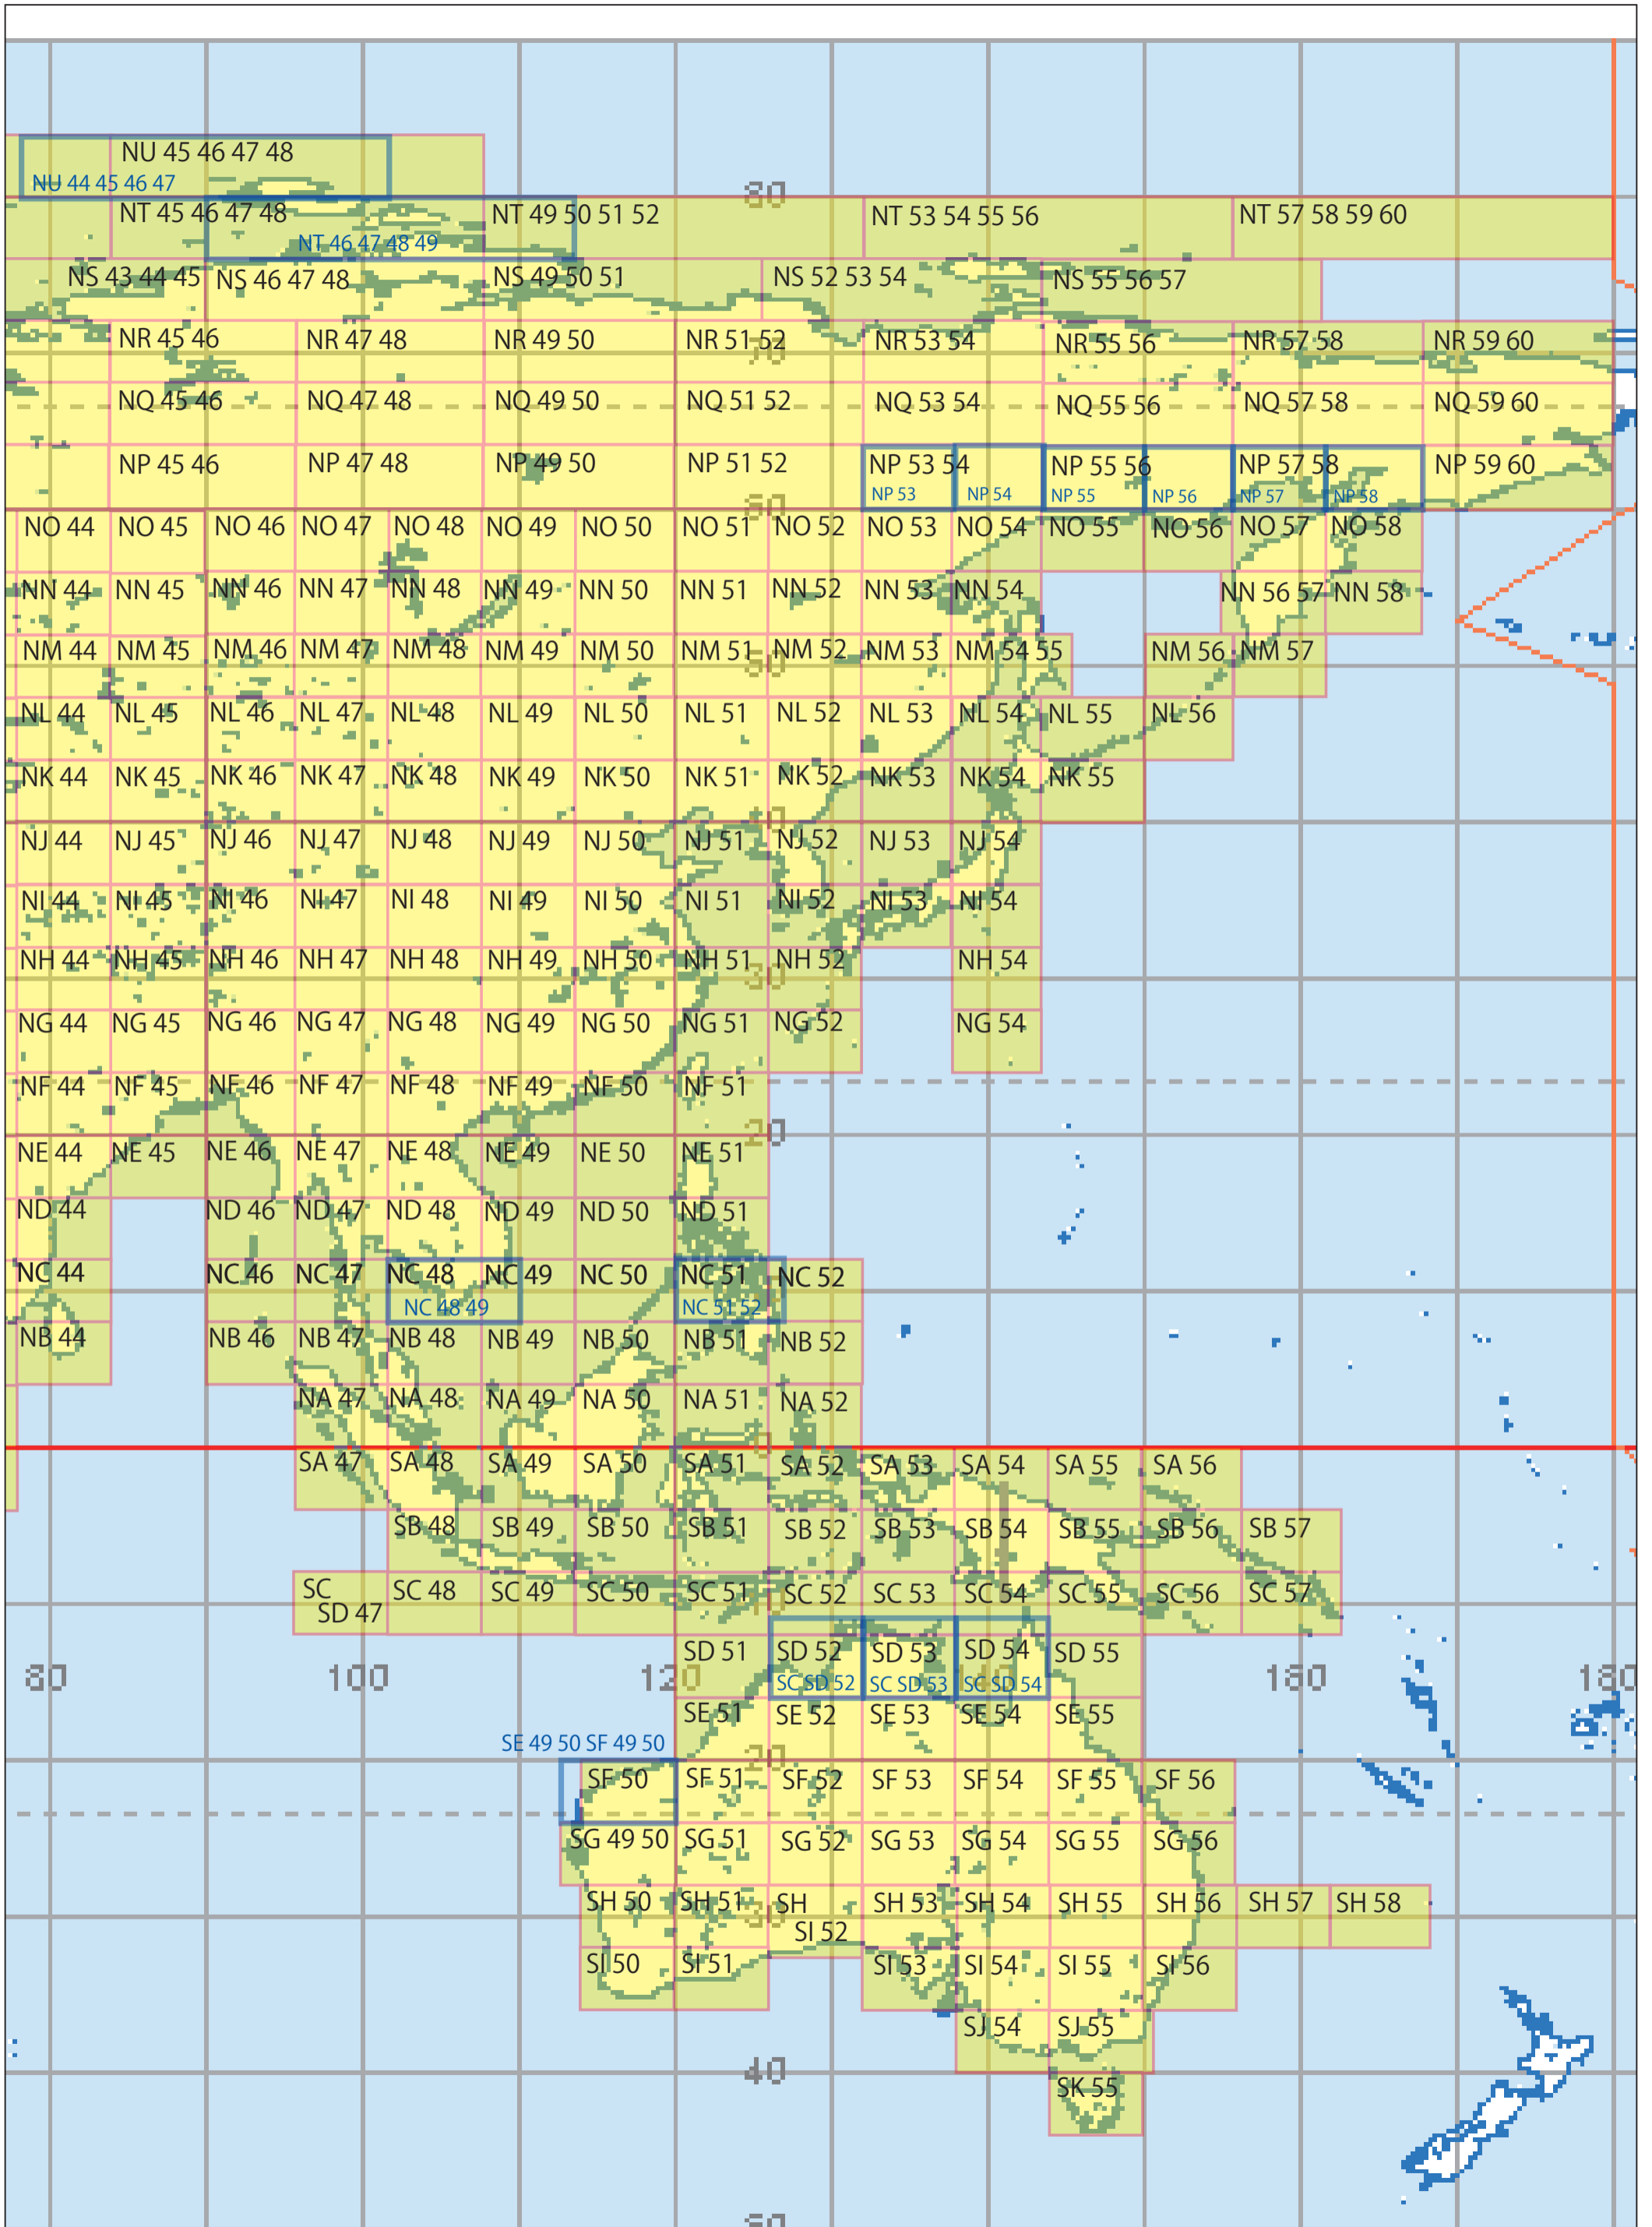 NU 45 46 47 48
NU 44 45 46 47
80
NT 45 46 47 48
NT 49 50 51 52
NT 53 54 55 56
NT 57 58 59 60
NT 46 47 48 49
NS 43 44 45
NS 46 47 48
NS 49 50 51
NS 52 53 54
NS 55 56 57
NR 45 46
NR 47 48
NR 49 50
NR 51 52
NR 53 54
NR 55 56
NR 57 58
NR 59 60
70
NQ 45 46
NQ 47 48
NQ 49 50
NQ 51 52
NQ 53 54
NQ 55 56
NQ 57 58
NQ 59 60
NP 45 46
NP 47 48
NP 49 50
NP 51 52
NP 53 54
NP 55 56
NP 57 58
NP 59 60
NP 53
NP 54
NP 55
NP 56
NP 57
NP 58
60
NO 44
NO 45
NO 46
NO 47
NO 48
NO 49
NO 50
NO 51
NO 52
NO 53
NO 54
NO 55
NO 56
NO 57
NO 58
NN 44
NN 45
NN 46
NN 47
NN 48
NN 49
NN 50
NN 51
NN 52
NN 53
NN 54
NN 56 57
NN 58
NM 44
NM 45
NM 46
NM 47
NM 48
NM 49
NM 50
NM 51
NM 52
NM 53
NM 54 55
NM 56
NM 57
50
NL 44
NL 45
NL 46
NL 47
NL 48
NL 49
NL 50
NL 51
NL 52
NL 53
NL 54
NL 55
NL 56
NK 44
NK 45
NK 46
NK 47
NK 48
NK 49
NK 50
NK 51
NK 52
NK 53
NK 54
NK 55
40
NJ 44
NJ 45
NJ 46
NJ 47
NJ 48
NJ 49
NJ 50
NJ 51
NJ 52
NJ 53
NJ 54
NI 44
NI 45
NI 46
NI 47
NI 48
NI 49
NI 50
NI 51
NI 52
NI 53
NI 54
NH 44
NH 45
NH 46
NH 47
NH 48
NH 49
NH 50
NH 51
NH 52
NH 54
30
NG 44
NG 45
NG 46
NG 47
NG 48
NG 49
NG 50
NG 51
NG 52
NG 54
NF 44
NF 45
NF 46
NF 47
NF 48
NF 49
NF 50
NF 51
20
NE 44
NE 45
NE 46
NE 47
NE 48
NE 49
NE 50
NE 51
ND 44
ND 46
ND 47
ND 48
ND 49
ND 50
ND 51
NC 44
NC 46
NC 47
NC 48
NC 49
NC 50
NC 51
NC 52
NC 48 49
NC 51 52
NB 44
NB 46
NB 47
NB 48
NB 49
NB 50
NB 51
NB 52
NA 47
NA 48
NA 49
NA 50
NA 51
NA 52
SA 47
SA 48
SA 49
SA 50
SA 51
SA 52
SA 53
SA 54
SA 55
SA 56
SB 48
SB 49
SB 50
SB 51
SB 52
SB 53
SB 54
SB 55
SB 56
SB 57
SC
SD 47
SC 48
SC 49
SC 50
SC 51
SC 52
SC 53
SC 54
SC 55
SC 56
SC 57
10
SD 51
SD 52
SD 53
SD 54
SD 55
SC SD 52
SC SD 53
SC SD 54
80
100
120
140
160
180
SE 51
SE 52
SE 53
SE 54
SE 55
SE 49 50 SF 49 50
20
SF 50
SF 51
SF 52
SF 53
SF 54
SF 55
SF 56
SG 49 50
SG 51
SG 52
SG 53
SG 54
SG 55
SG 56
SH 50
SH 51
SH
SI 52
SH 53
SH 54
SH 55
SH 56
SH 57
SH 58
30
SI 50
SI 51
SI 53
SI 54
SI 55
SI 56
SJ 54
SJ 55
40
SK 55